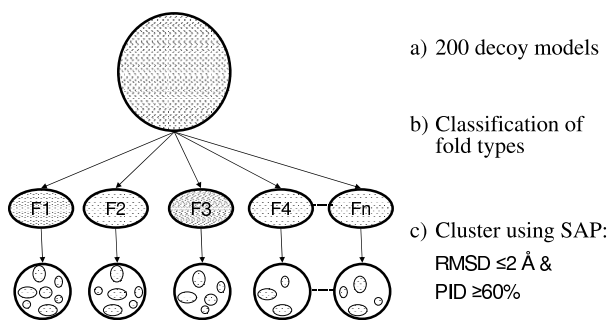 a) 200 decoy models
b) Classification of
fold types
F1 F2 F3 F4 Fn
c) Cluster using SAP:
RMSD ≤2 Å &
PID ≥60%